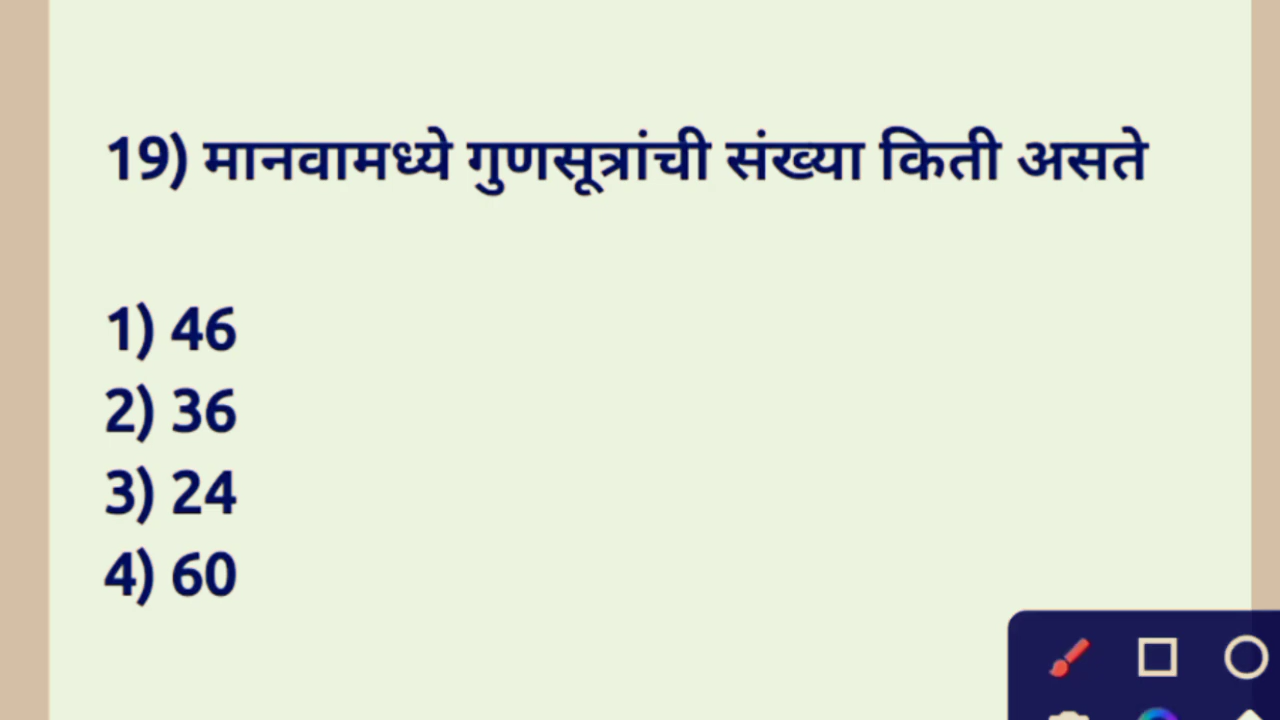 19) मानवामध्ये गुणसूत्रांची संख्या किती असते
1) 46
2) 36
3) 24
4) 60